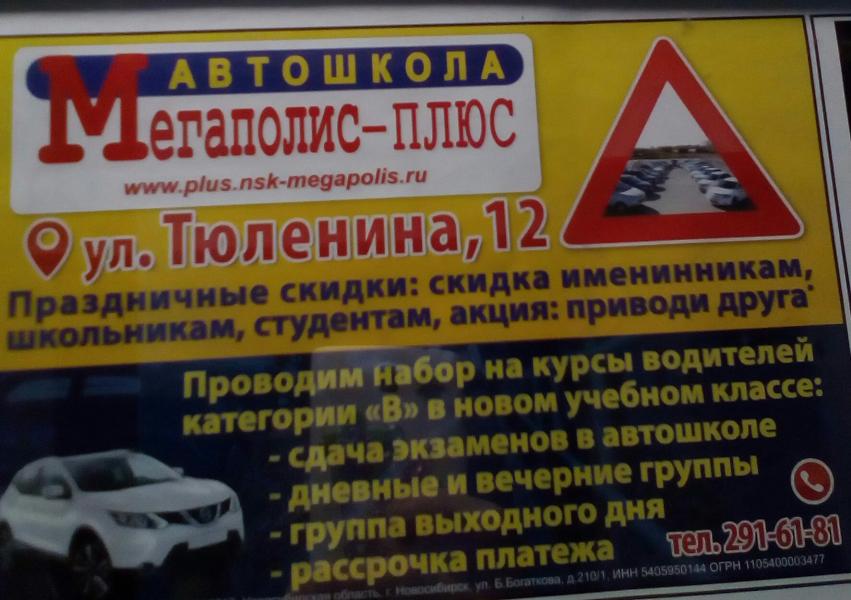 АВТОШКОЛА
Мегаполис-ПЛЮС
www.plus.nsk-megapolis.ru
ул. Тюленина, 12
Праздничные скидки: скидка именинникам,
школьникам, студентам, акция: приводи друга*
Проводим набор на курсы водителей
категории «В» в новом учебном классе:
- сдача экзаменов в автошколе
- дневные и вечерние группы
- группа выходного дня
- рассрочка платежа
тел. 291-61-81
область, г. Новосибирск, ул. Б.Богаткова, д.210/1, ИНН 5405950144 ОГРН 1105400003477